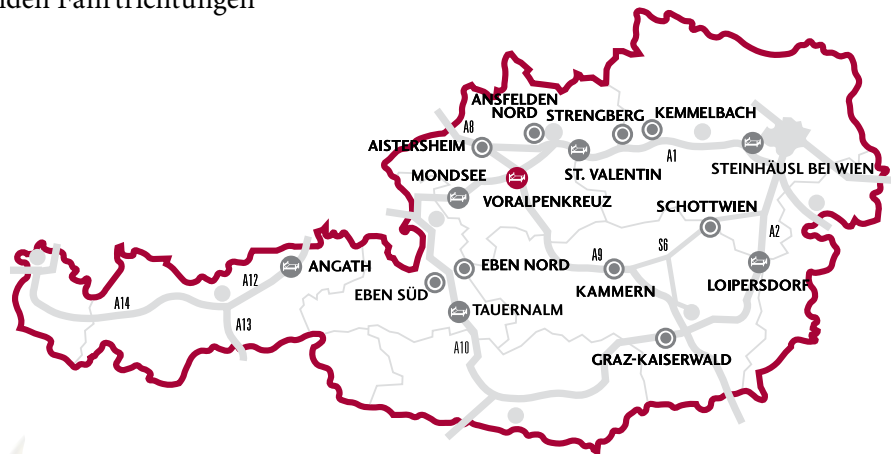 nden Fahrtrichtungen
ANSFELDEN
NORD
STRENGBERG
KEMMELBACH
A8
AISTERSHEIM
A1
MONDSEE
ST. VALENTIN
STEINHÄUSL BEI WIEN
VORALPENKREUZ
SCHOTTWIEN
A2
S6
A9
ANGATH
EBEN NORD
A12
KAMMERN
LOIPERSDORF
EBEN SÜD
A14
TAUERNALM
A13
A10
GRAZ-KAISERWALD